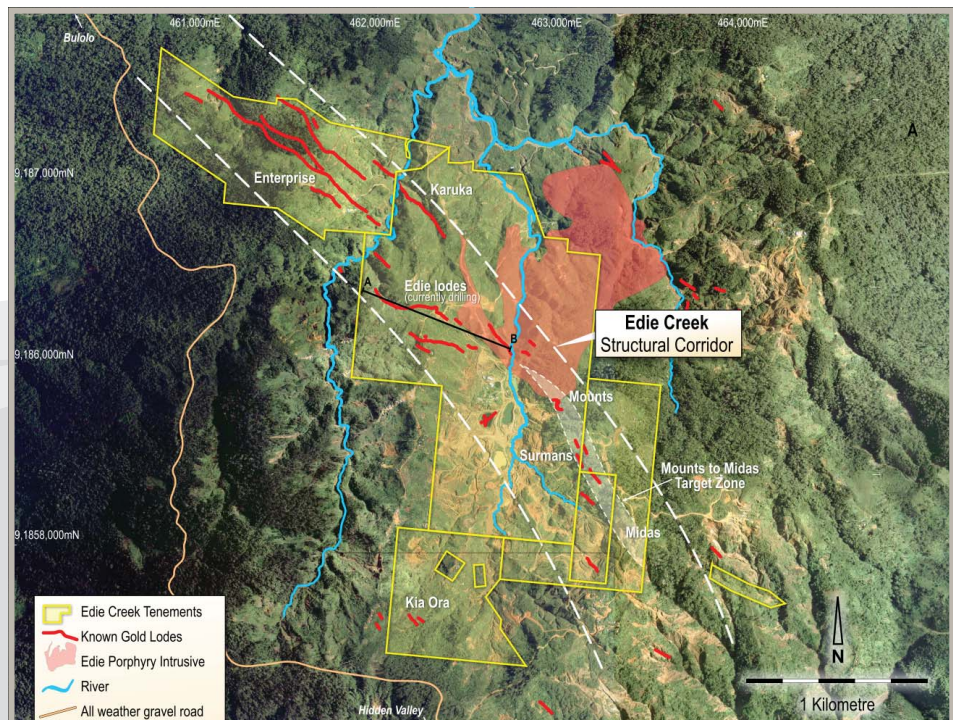 461,000mE
462,000mE
463,000mE
464,000mE
Bulolo
A
9,187,000mN
Enterprise
Karuka
A
Edie lodes
(currently drilling)
B
Edie Creek
Structural Corridor
9,186,000mN
Mounts
Surmans
Mounts to Midas
Target Zone
9,1858,000mN
Midas
Kia Ora
Edie Creek Tenements
Known Gold Lodes
Edie Porphyry Intrusive
River
All weather gravel road
Hidden Valley
N
1 Kilometre